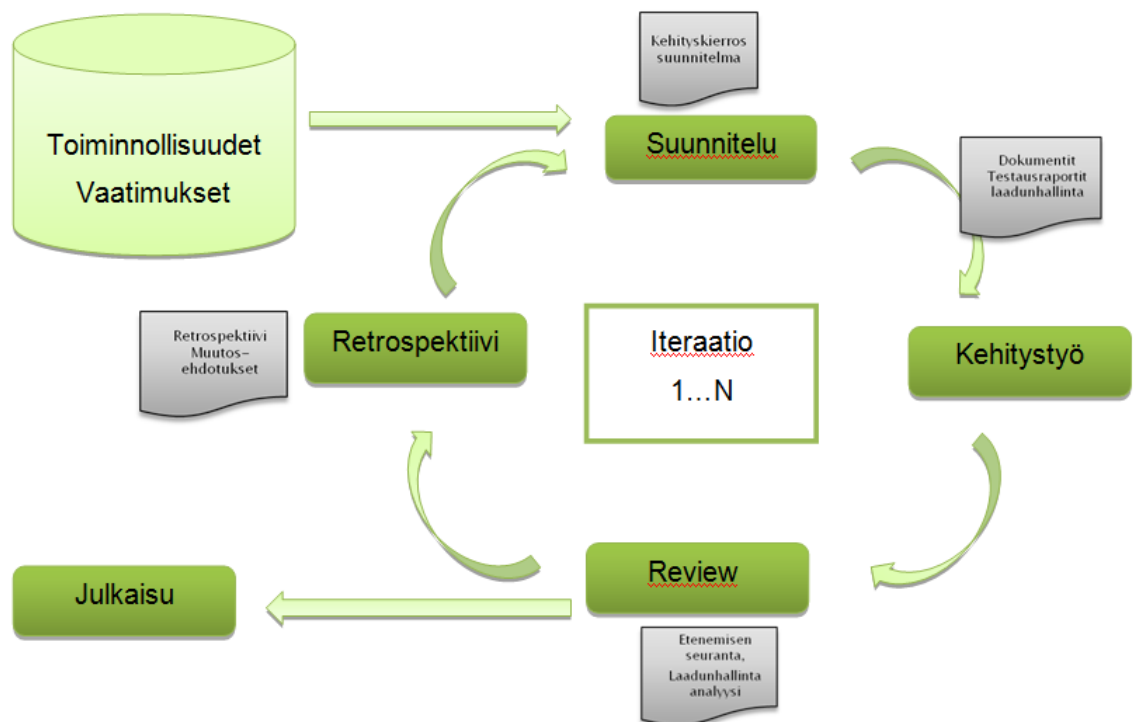 Toiminnollisuudet
Vaatimukset
Kehityskierros
suunnitelma
Suunnitelu
Dokumentit
Testausraportit
laadunhallinta
Retrospektiivi
Muutos-
ehdotukset
Retrospektiivi
Iteraatio
1…N
Kehitystyö
Julkaisu
Review
Etenemisen
seuranta,
Laadunhallinta
analyysi